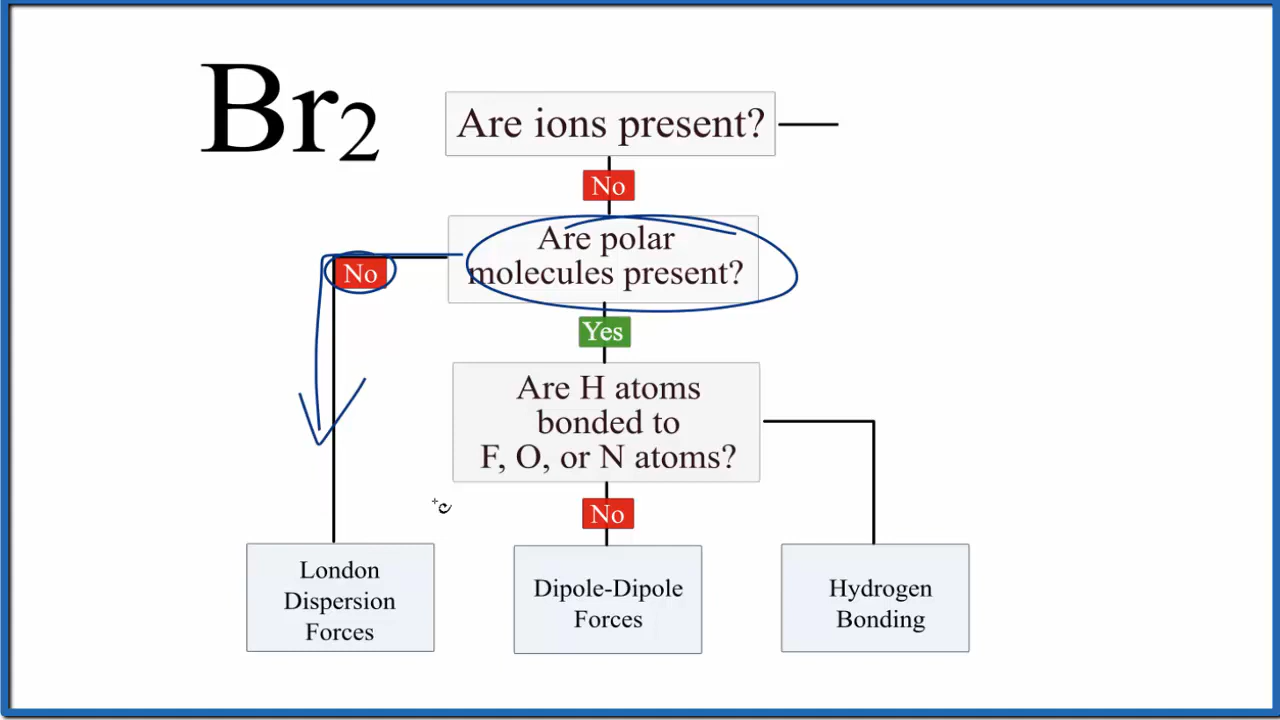 Br₂
Are ions present?
No
Are polar
molecules present?
No
Yes
Are H atoms
bonded to
F, O, or N atoms?
No
London
Dispersion
Forces
Dipole-Dipole
Forces
Hydrogen
Bonding